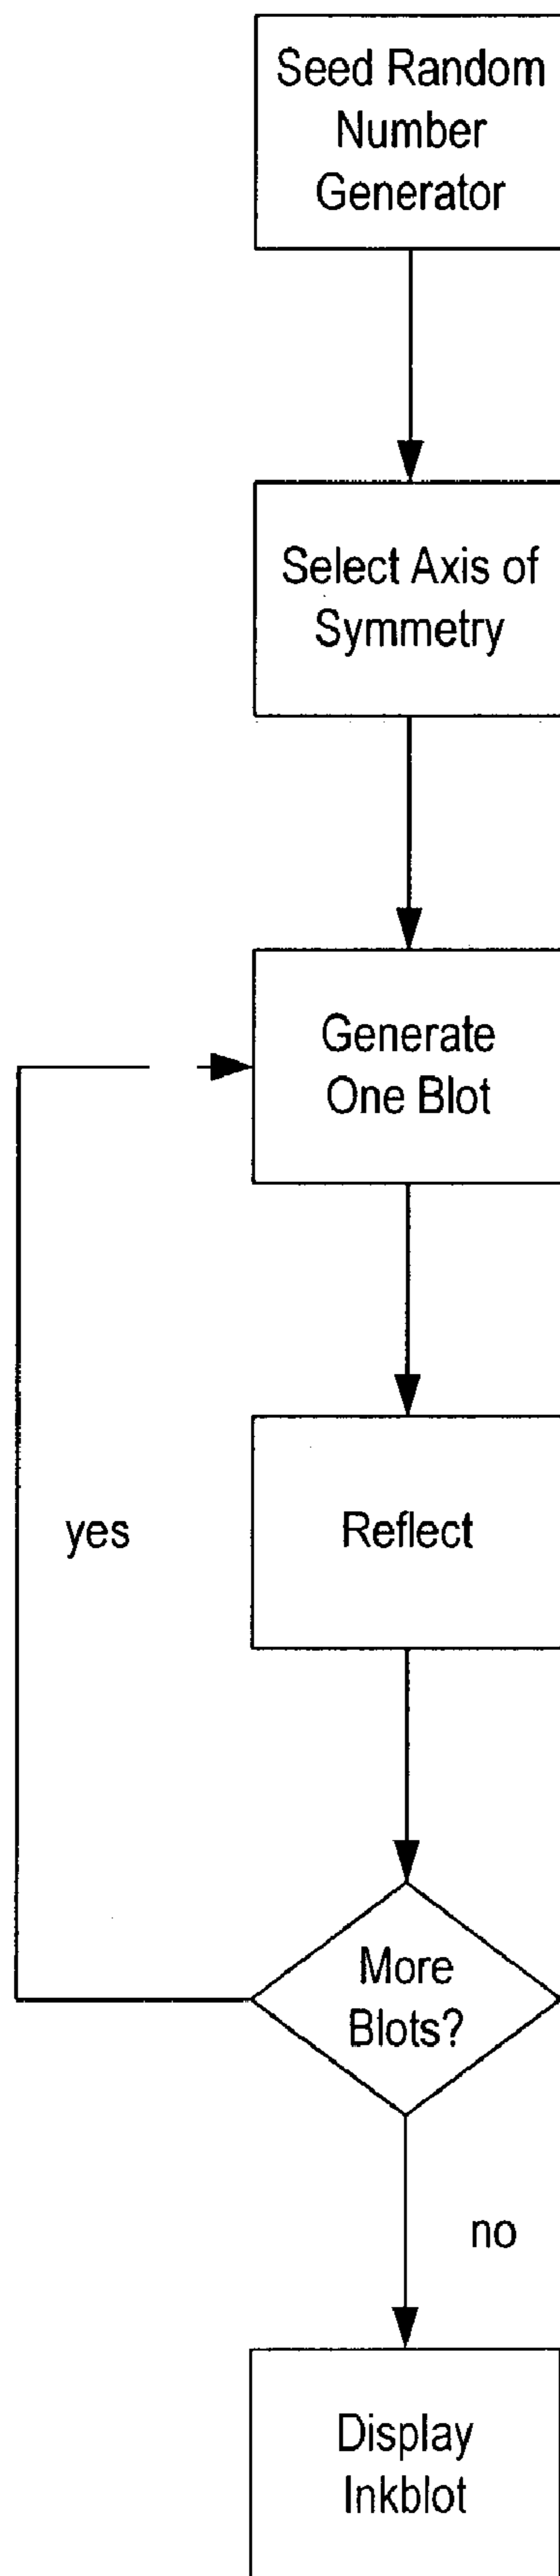 Seed Random
Number
Generator
Select Axis of
Symmetry
Generate
One Blot
yes
Reflect
More
Blots?
no
Display
Inkblot